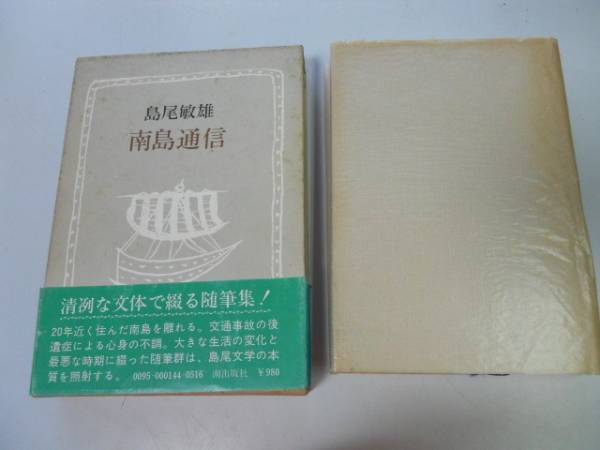 島尾敏雄
南島通信
清冽な文体で綴る随筆集!
20年近く住んだ南島を離れる。交通事故の後
遺症による心身の不調。大きな生活の変化と
最悪な時期に綴った随筆群は、島尾文学の本
質を照射する。 0095-000144-0516 潮出版社 ¥980